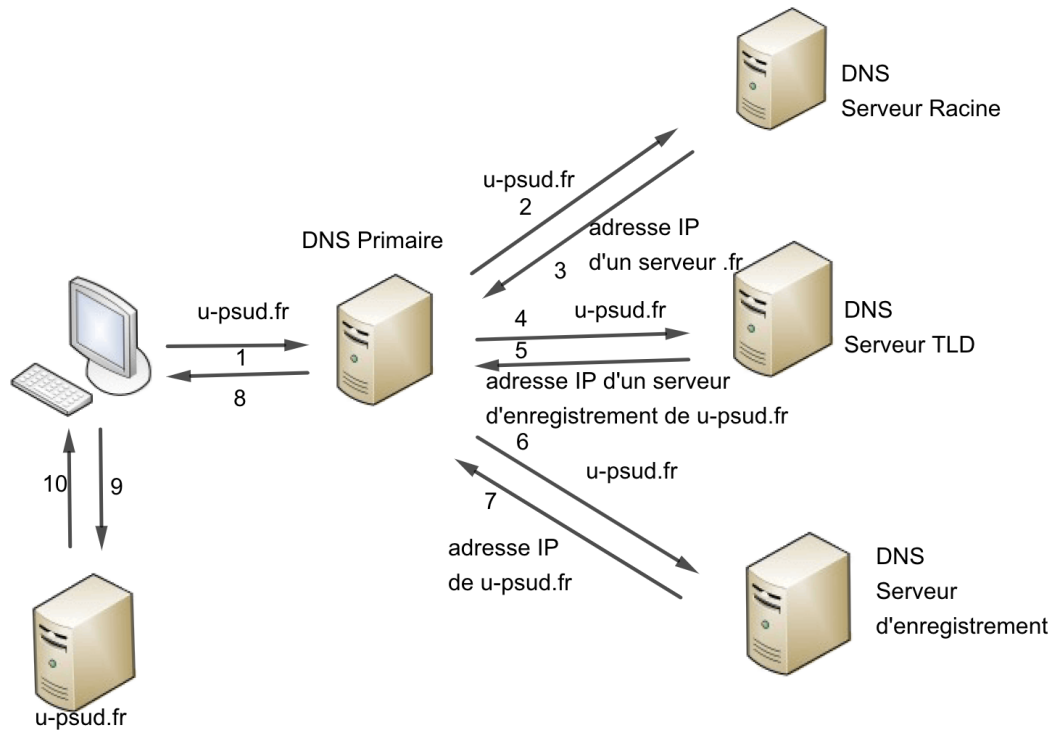 DNS
Serveur Racine
u-psud.fr
2
adresse IP
d'un serveur .fr
3
DNS Primaire
u-psud.fr
1
8
4
u-psud.fr
5
DNS
Serveur TLD
adresse IP d'un serveur
d'enregistrement de u-psud.fr
6
u-psud.fr
7
adresse IP
de u-psud.fr
10
9
DNS
Serveur
d'enregistrement
u-psud.fr